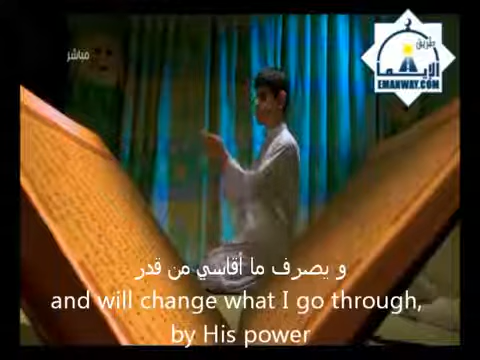 مباشر
طريق
الإيمان
EMANWAY.COM
و يصرف ما أقاسي من قدر
and will change what I go through,
by His power